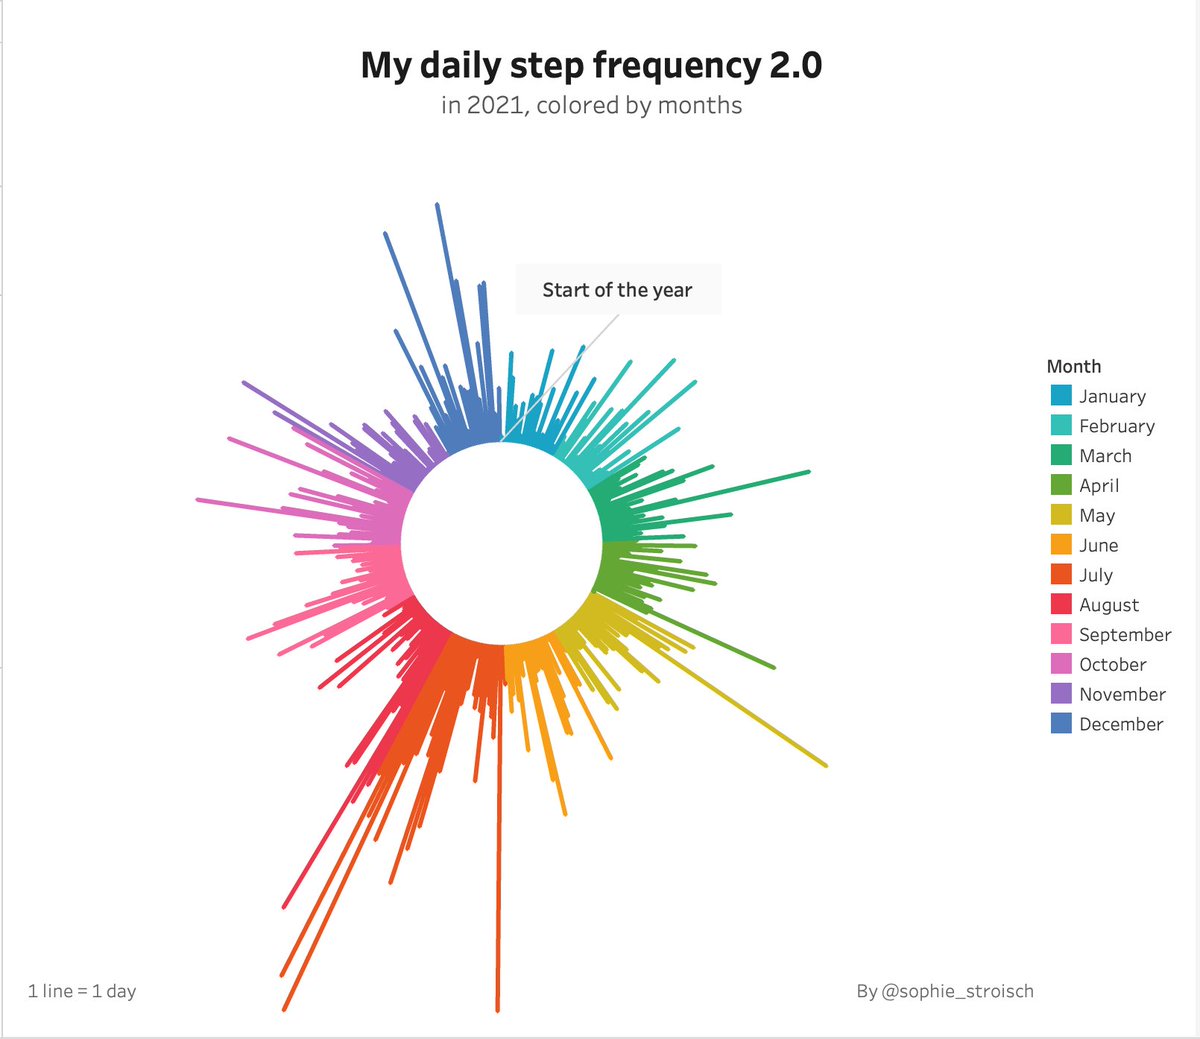 My daily step frequency 2.0
in 2021, colored by months
Start of the year
Month
January
February
March
April
May
June
July
August
September
October
November
December
1 line = 1 day
By @sophie_stroisch